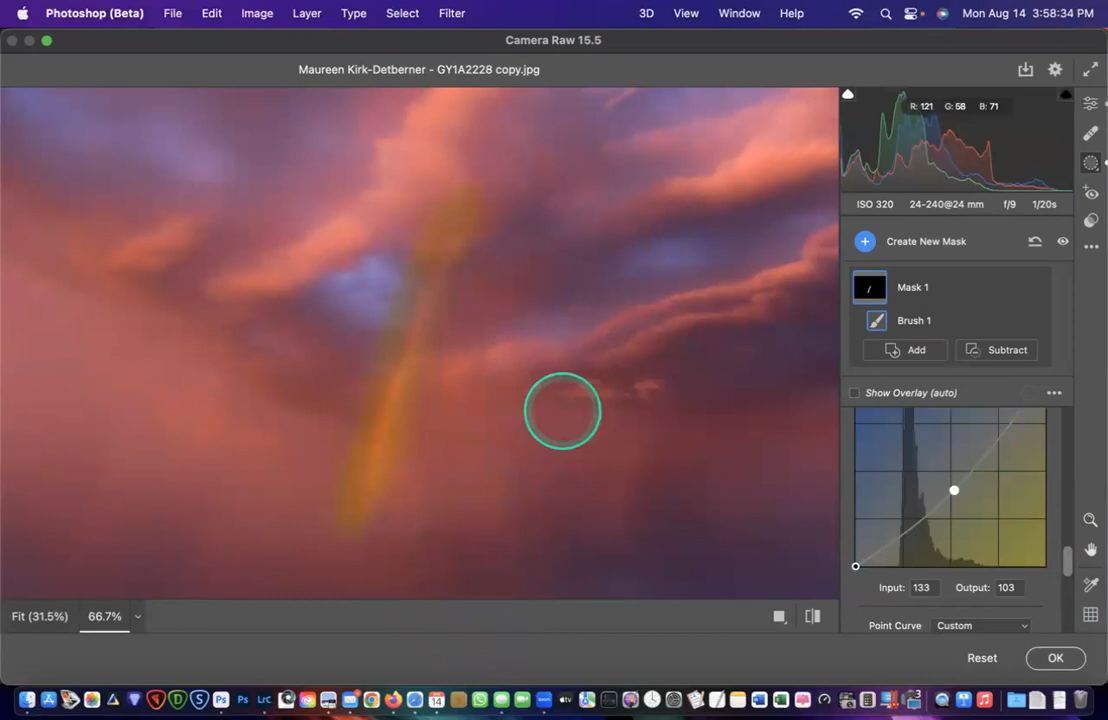 Photoshop (Beta) File Edit Image Layer Type Select Filter 3D View Window Help Mon Aug 14 3:58:34 PM
Camera Raw 15.5
Maureen Kirk-Detberner - GY1A2228 copy.jpg
R: 121 G: 58 B: 71
ISO 320 24-240@24 mm f/9 1/20s
Create New Mask
Mask 1
Brush 1
Add Subtract
Show Overlay (auto)
Input: 133 Output: 103
Fit (31.5%) 66.7%
Point Curve Custom
Reset OK